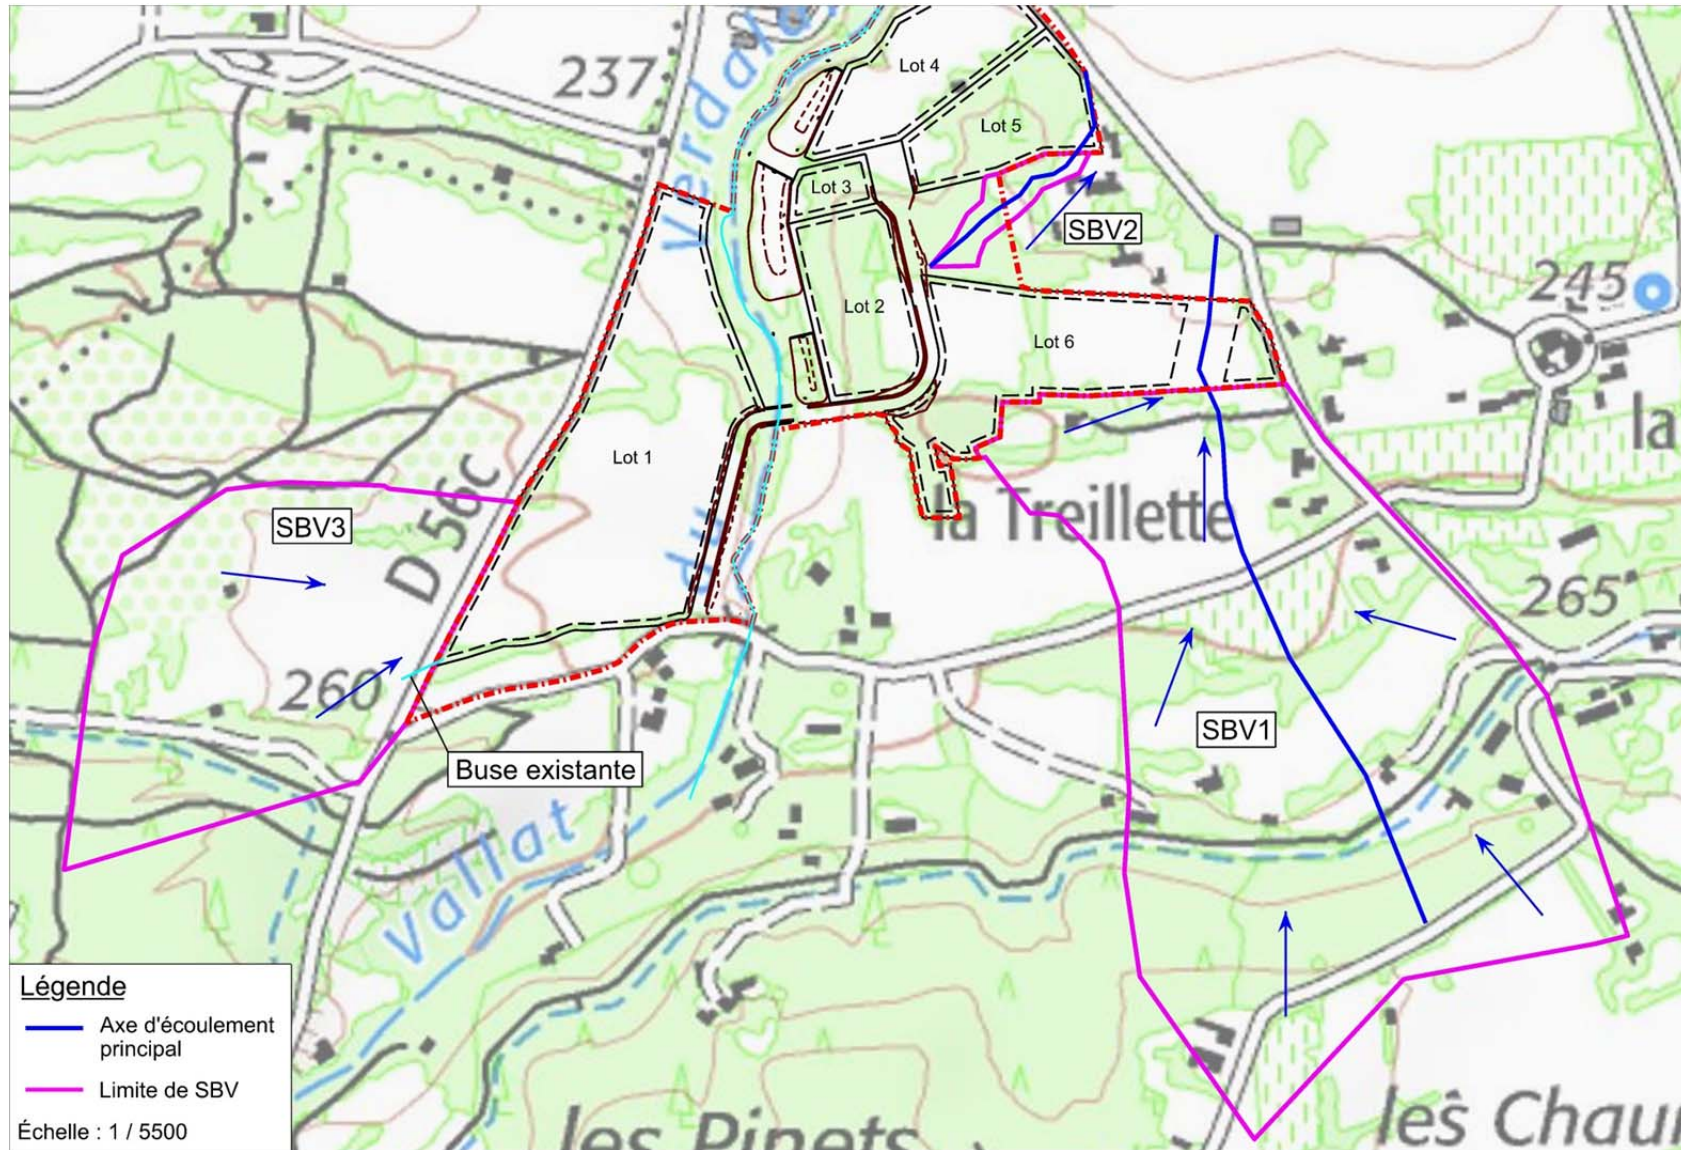 237
Verdalaï
Lot 4
Lot 5
Lot 3
SBV2
Lot 2
245
Lot 6
la
Lot 1
SBV3
D 56c
la Treillette
du
265
260
SBV1
Buse existante
Vallat
Légende
Axe d'écoulement
principal
Limite de SBV
Échelle : 1 / 5500
les Pinets
les Chau